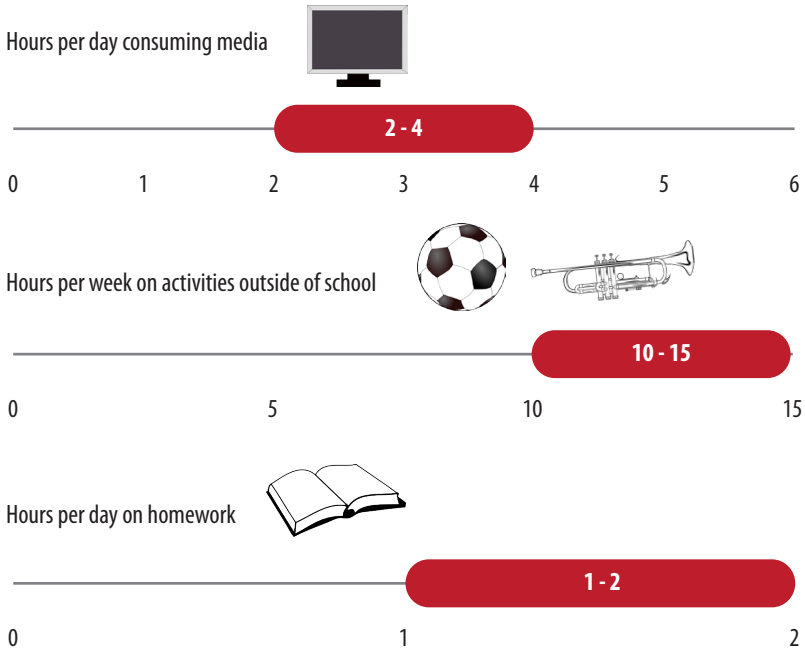 Hours per day consuming media
2 - 4
0 1 2 3 4 5 6
Hours per week on activities outside of school
10 - 15
0 5 10 15
Hours per day on homework
1 - 2
0 1 2